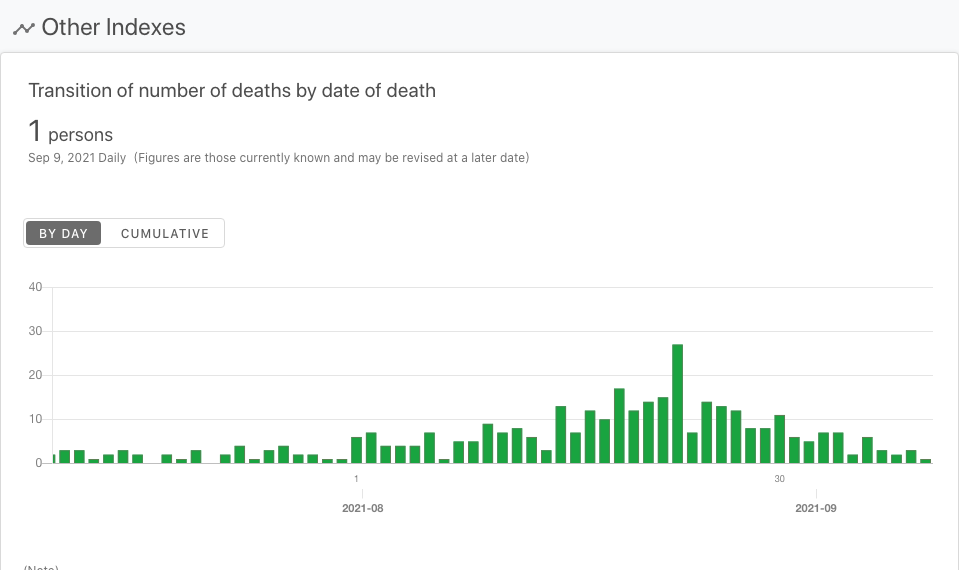 Other Indexes
Transition of number of deaths by date of death
1 persons
Sep 9, 2021 Daily (Figures are those currently known and may be revised at a later date)
BY DAY CUMULATIVE
40
30
20
10
0
1 30
2021-08 2021-09
(Note)